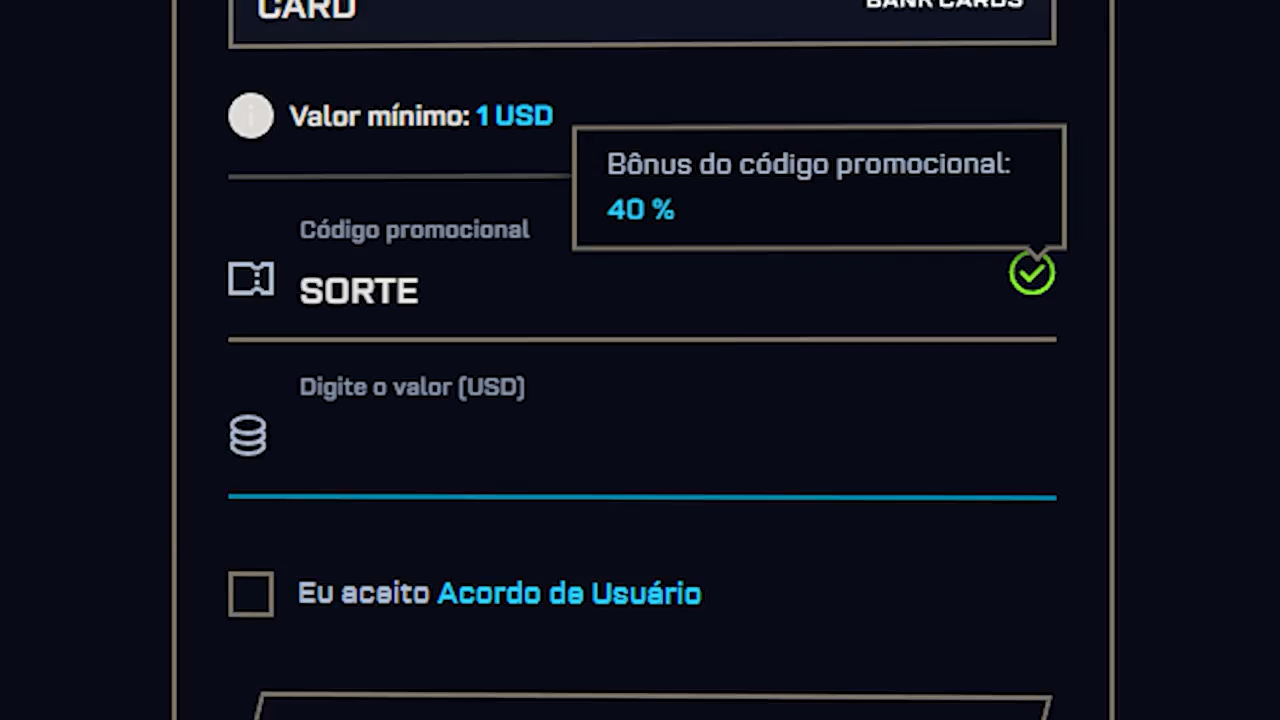 CARD
BANK CARDS
Valor mínimo: 1 USD
Bônus do código promocional:
40 %
Código promocional
SORTE
Digite o valor (USD)
Eu aceito Acordo de Usuário